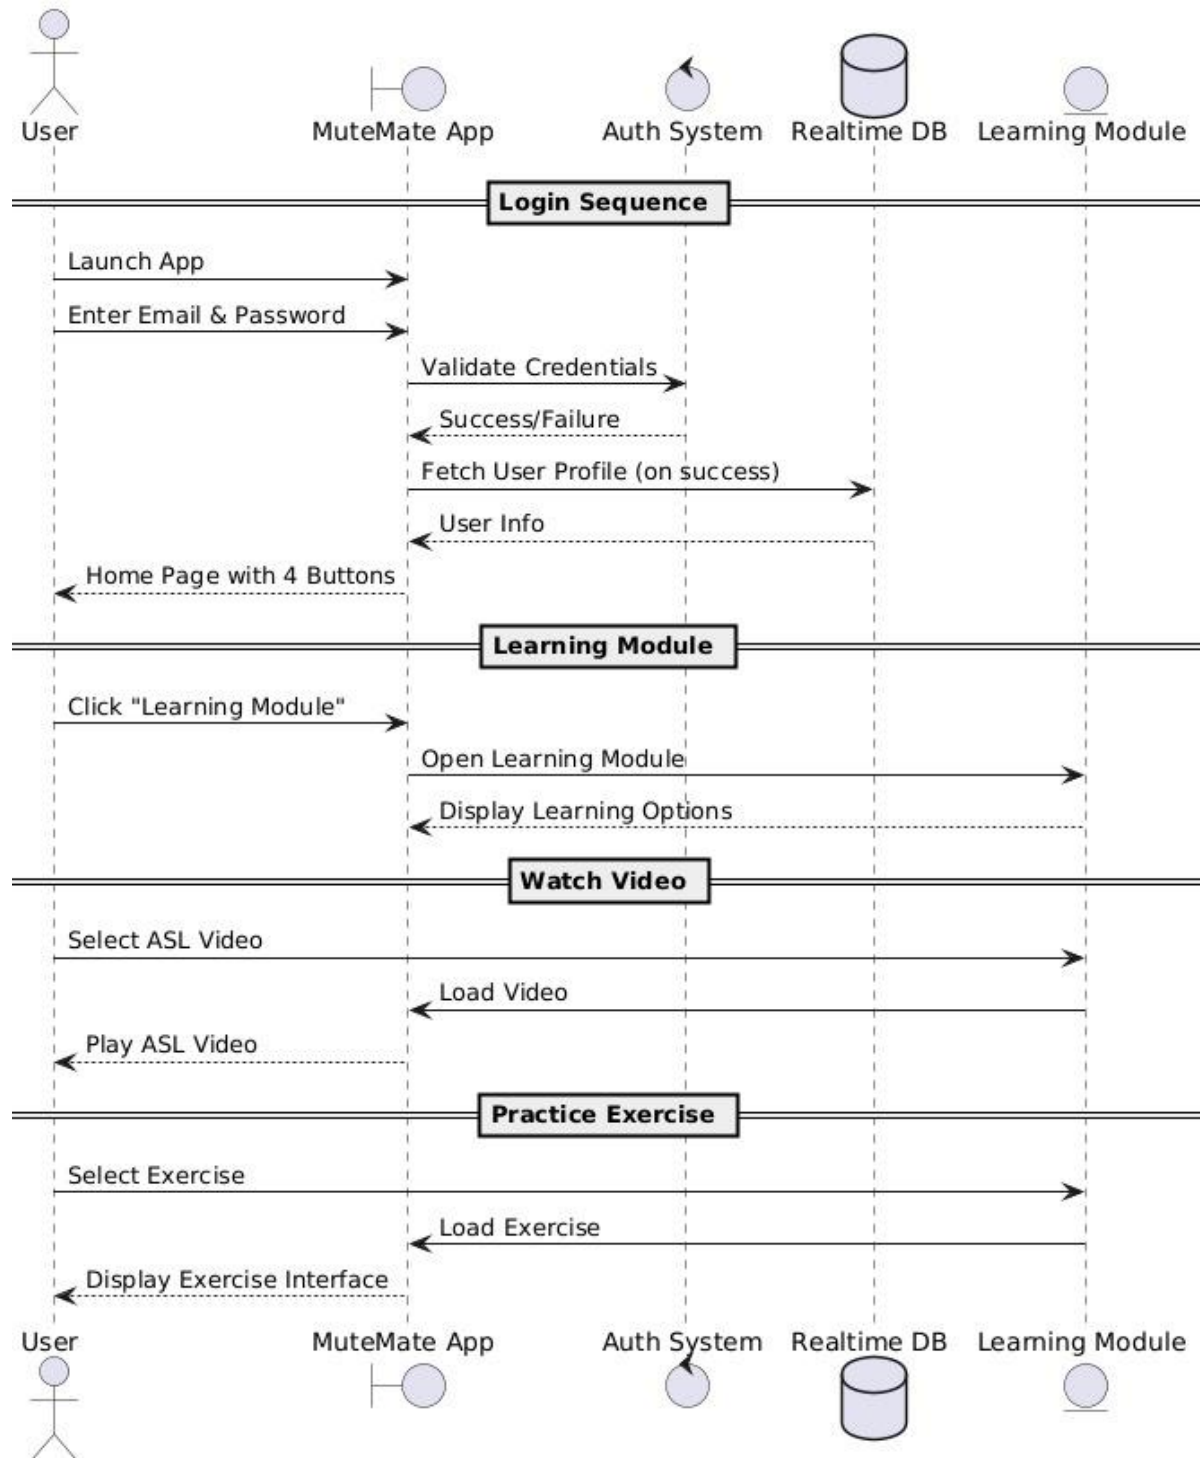 User
MuteMate App
Auth System
Realtime DB
Learning Module
Login Sequence
Launch App
Enter Email & Password
Validate Credentials
Success/Failure
Fetch User Profile (on success)
User Info
Home Page with 4 Buttons
Learning Module
Click "Learning Module"
Open Learning Module
Display Learning Options
Watch Video
Select ASL Video
Load Video
Play ASL Video
Practice Exercise
Select Exercise
Load Exercise
Display Exercise Interface
User
MuteMate App
Auth System
Realtime DB
Learning Module